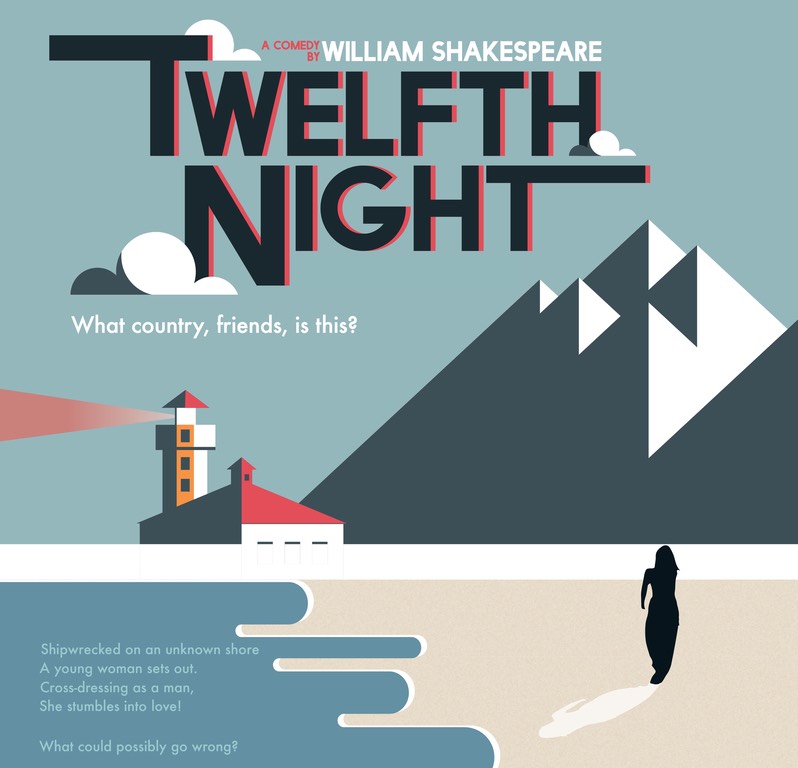 A COMEDY
BY WILLIAM SHAKESPEARE
TWELFTH
NIGHT
What country, friends, is this?
Shipwrecked on an unknown shore
A young woman sets out.
Cross-dressing as a man,
She stumbles into love!
What could possibly go wrong?